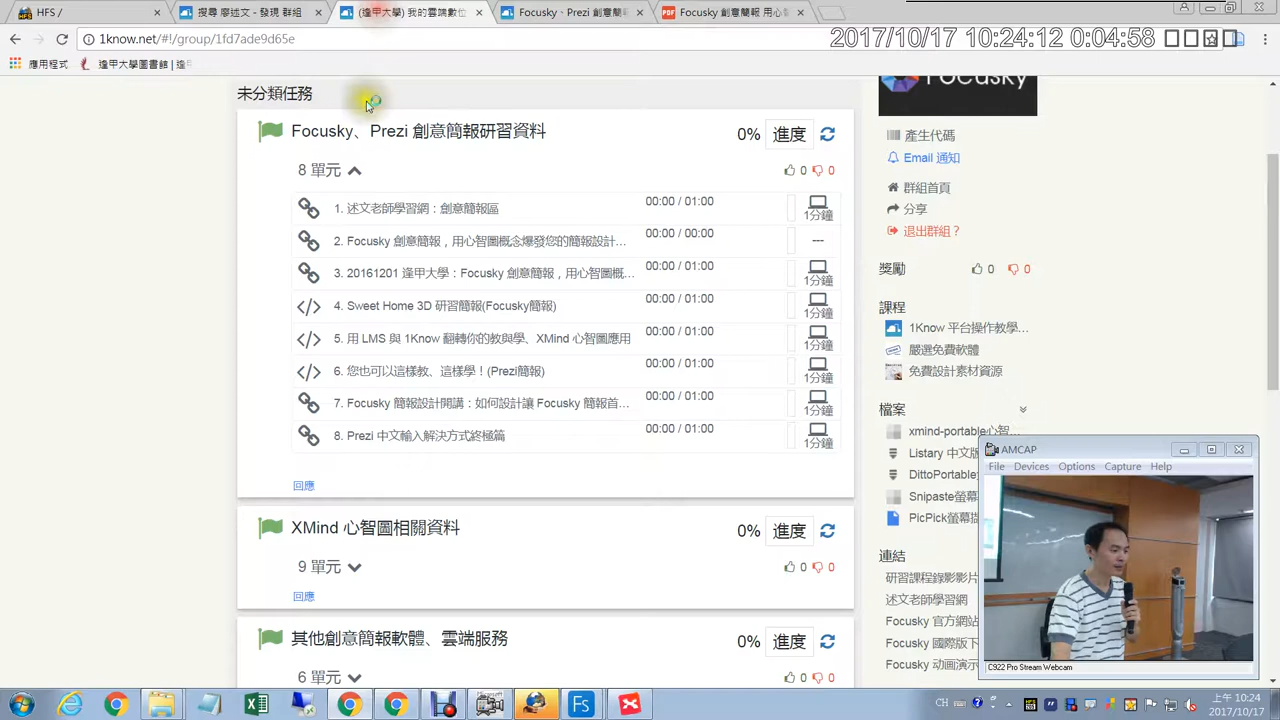 HFS /
搜尋 廖述文 - 發現 群組
(逢甲大學) 我的雲端數位
Focusky、Prezi 創意簡報
Focusky 創意簡報 用心
1know.net/#!/group/1fd7ade9d65e
2017/10/17 10:24:12 0:04:58
應用程式
逢甲大學圖書館 | 逢
未分類任務
Focusky、Prezi 創意簡報研習資料
0% 進度
8 單元
0 0
1. 述文老師學習網：創意簡報區
00:00 / 01:00
1分鐘
2. Focusky 創意簡報，用心智圖概念爆發您的簡報設計...
00:00 / 00:00
---
3. 20161201 逢甲大學：Focusky 創意簡報，用心智圖概...
00:00 / 01:00
1分鐘
4. Sweet Home 3D 研習簡報(Focusky簡報)
00:00 / 01:00
1分鐘
5. 用 LMS 與 1Know 翻轉你的教與學、XMind 心智圖應用
00:00 / 01:00
1分鐘
6. 您也可以這樣教、這樣學！(Prezi簡報)
00:00 / 01:00
1分鐘
7. Focusky 簡報設計開講：如何設計讓 Focusky 簡報首...
00:00 / 01:00
1分鐘
8. Prezi 中文輸入解決方式終極篇
00:00 / 01:00
1分鐘
回應
XMind 心智圖相關資料
0% 進度
9 單元
0 0
回應
其他創意簡報軟體、雲端服務
0% 進度
6 單元
0 0
Focusky
產生代碼
Email 通知
群組首頁
分享
退出群組？
獎勵
0 0
課程
1Know 平台操作教學...
嚴選免費軟體
免費設計素材資源
檔案
xmind-portable心智...
Listary 中文版
DittoPortable
Snipaste螢幕
PicPick螢幕擷
連結
研習課程錄影影片
述文老師學習網
Focusky 官方網站
Focusky 國際版下
Focusky 动画演示
AMCAP
File Devices Options Capture Help
C922 Pro Stream Webcam
CH
上午 10:24
2017/10/17